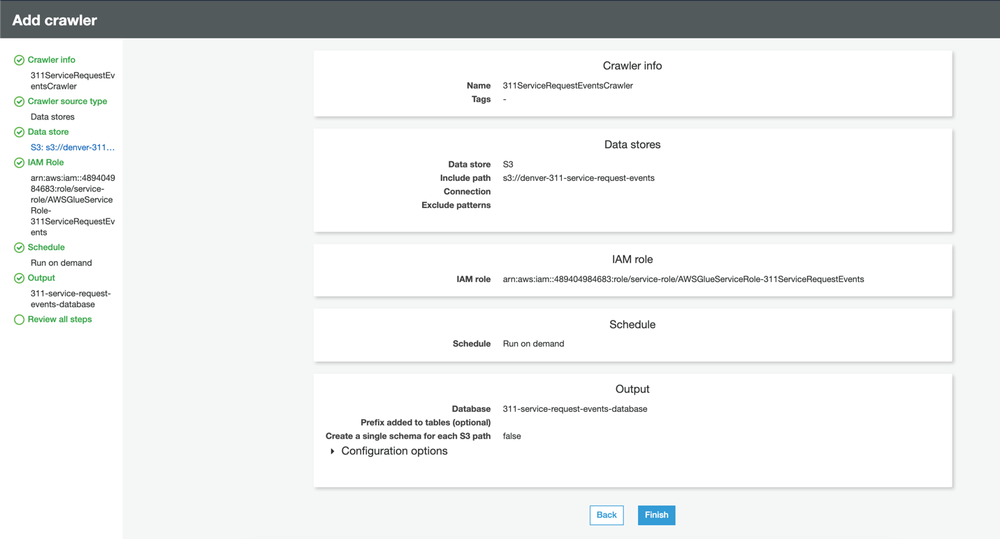 Add crawler
Crawler info
311ServiceRequestEv
entsCrawler
Crawler source type
Data stores
Data store
S3: s3://denver-311…
IAM Role
arn:aws:iam::4894049
84683:role/service-
role/AWSGlueService
Role-
311ServiceRequestEv
ents
Schedule
Run on demand
Output
311-service-request-
events-database
Review all steps
Crawler info
Name 311ServiceRequestEventsCrawler
Tags -
Data stores
Data store S3
Include path s3://denver-311-service-request-events
Connection
Exclude patterns
IAM role
IAM role arn:aws:iam::489404984683:role/service-role/AWSGlueServiceRole-311ServiceRequestEvents
Schedule
Schedule Run on demand
Output
Database 311-service-request-events-database
Prefix added to tables (optional)
Create a single schema for each S3 path false
Configuration options
Back Finish